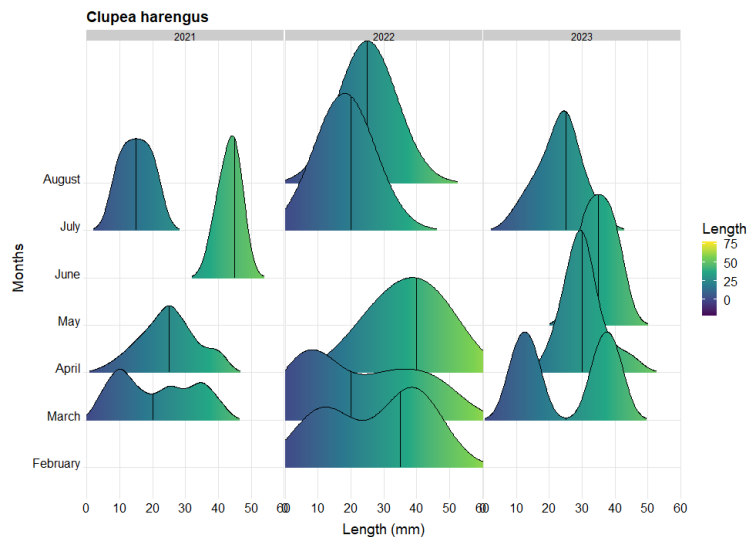 Clupea harengus
2021 2022 2023
August
July
June
May
April
March
February
Months
0 10 20 30 40 50 60 0 10 20 30 40 50 60 0 10 20 30 40 50 60
Length (mm)
Length
75
50
25
0